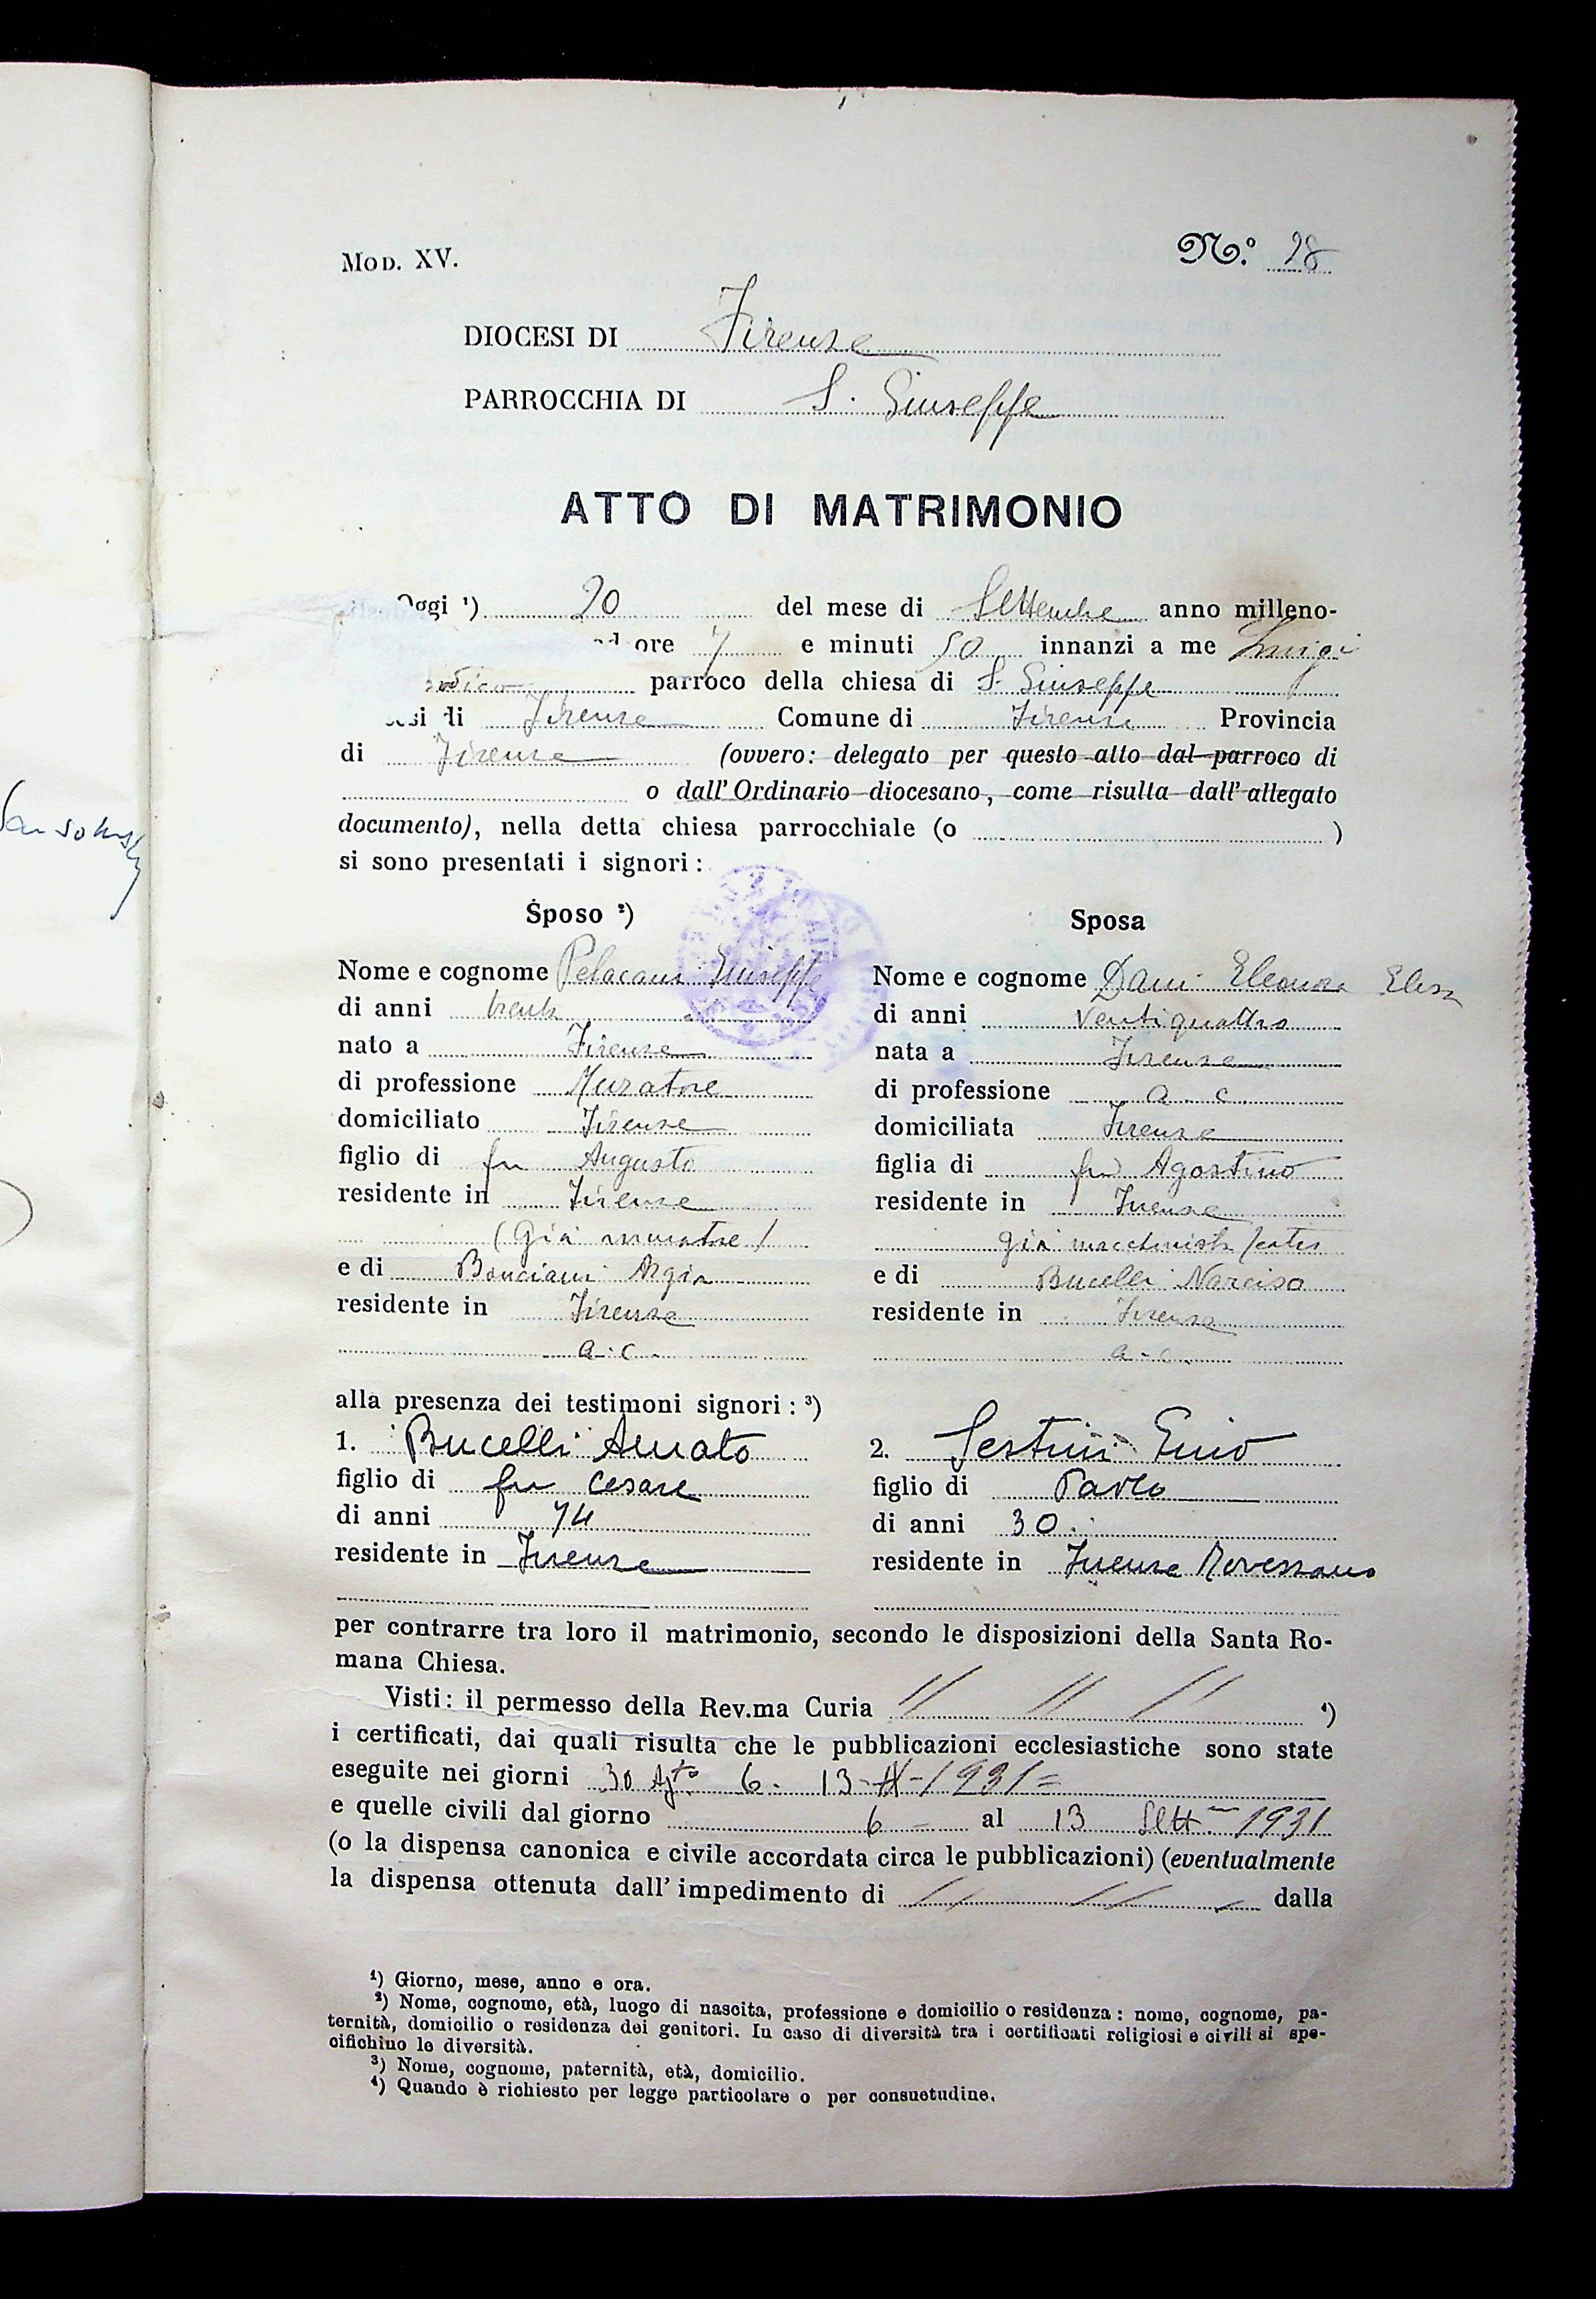 Mod. XV.
N.º 28
DIOCESI DI Firenze
PARROCCHIA DI S. Giuseppe
ATTO DI MATRIMONIO
Oggi ¹) 20 del mese di Settembre anno milleno-
ad ore 7 e minuti 50 innanzi a me Luigi
parroco della chiesa di S. Giuseppe
di Firenze Comune di Firenze Provincia
di Firenze (ovvero: delegato per questo atto dal parroco di
o dall'Ordinario diocesano, come risulta dall'allegato
documento), nella detta chiesa parrocchiale (o )
si sono presentati i signori:
Sposo ²)
Nome e cognome Pelacani Giuseppe
di anni trenta
nato a Firenze
di professione Muratore
domiciliato Firenze
figlio di fu Augusto
residente in Firenze
(già muratore)
e di Bonciani Argia
residente in Firenze
a. c.
Sposa
Nome e cognome Dani Eleonora Elisa
di anni Ventiquattro
nata a Firenze
di professione a. c.
domiciliata Firenze
figlia di fu Agostino
residente in Firenze
già macchinista
e di Bucelli Narcisa
residente in Firenze
a. c.
alla presenza dei testimoni signori: ³)
1. Bucelli Amato
figlio di fu Cesare
di anni 74
residente in Firenze
2. Sestini Enio
figlio di Paolo
di anni 30.
residente in Firenze Rovezzano
per contrarre tra loro il matrimonio, secondo le disposizioni della Santa Ro-
mana Chiesa.
Visti: il permesso della Rev.ma Curia // // // ⁴)
i certificati, dai quali risulta che le pubblicazioni ecclesiastiche sono state
eseguite nei giorni 30 Agto 6. 13-IX-1931=
e quelle civili dal giorno 6 - al 13 Sett 1931
(o la dispensa canonica e civile accordata circa le pubblicazioni) (eventualmente
la dispensa ottenuta dall'impedimento di // // dalla
¹) Giorno, mese, anno e ora.
²) Nome, cognome, età, luogo di nascita, professione e domicilio o residenza: nome, cognome, pa-
ternità, domicilio o residenza dei genitori. In caso di diversità tra i certificati religiosi e civili si spe-
cifichino le diversità.
³) Nome, cognome, paternità, età, domicilio.
⁴) Quando è richiesto per legge particolare o per consuetudine.